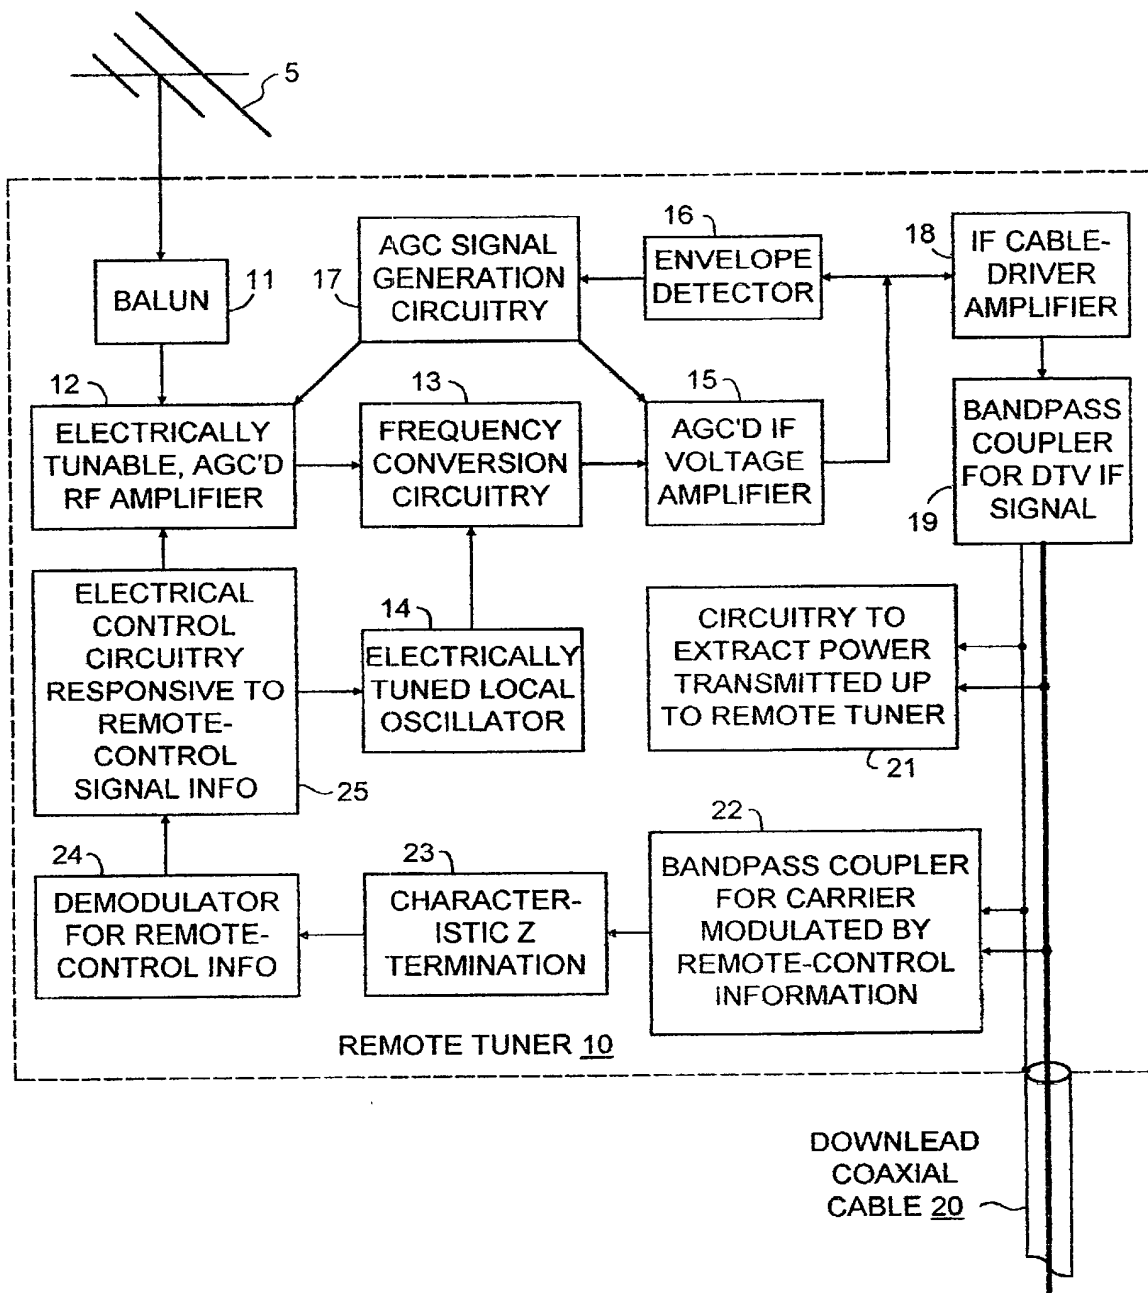 5
BALUN
11
AGC SIGNAL
GENERATION
CIRCUITRY
17
16
ENVELOPE
DETECTOR
18
IF CABLE-
DRIVER
AMPLIFIER
12
ELECTRICALLY
TUNABLE, AGC'D
RF AMPLIFIER
13
FREQUENCY
CONVERSION
CIRCUITRY
15
AGC'D IF
VOLTAGE
AMPLIFIER
BANDPASS
COUPLER
FOR DTV IF
SIGNAL
19
ELECTRICAL
CONTROL
CIRCUITRY
RESPONSIVE TO
REMOTE-
CONTROL
SIGNAL INFO
25
14
ELECTRICALLY
TUNED LOCAL
OSCILLATOR
CIRCUITRY TO
EXTRACT POWER
TRANSMITTED UP
TO REMOTE TUNER
21
24
DEMODULATOR
FOR REMOTE-
CONTROL INFO
23
CHARACTER-
ISTIC Z
TERMINATION
22
BANDPASS COUPLER
FOR CARRIER
MODULATED BY
REMOTE-CONTROL
INFORMATION
REMOTE TUNER 10
DOWNLEAD
COAXIAL
CABLE 20